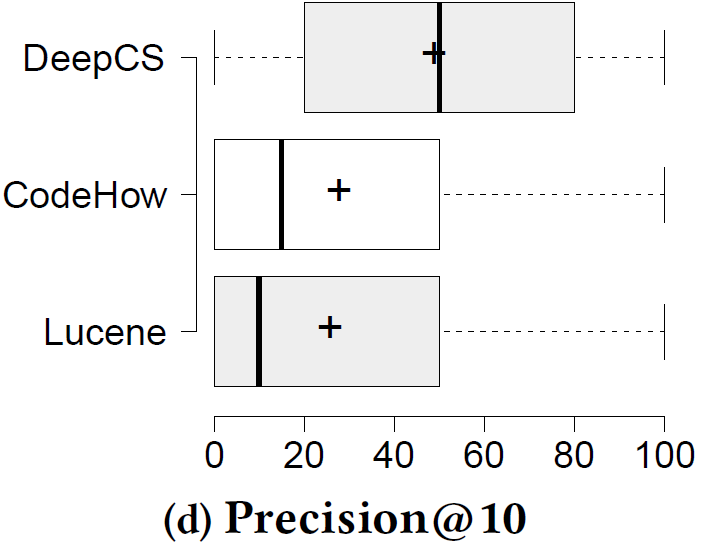 DeepCS
CodeHow
Lucene
0 20 40 60 80 100
(d) Precision@10